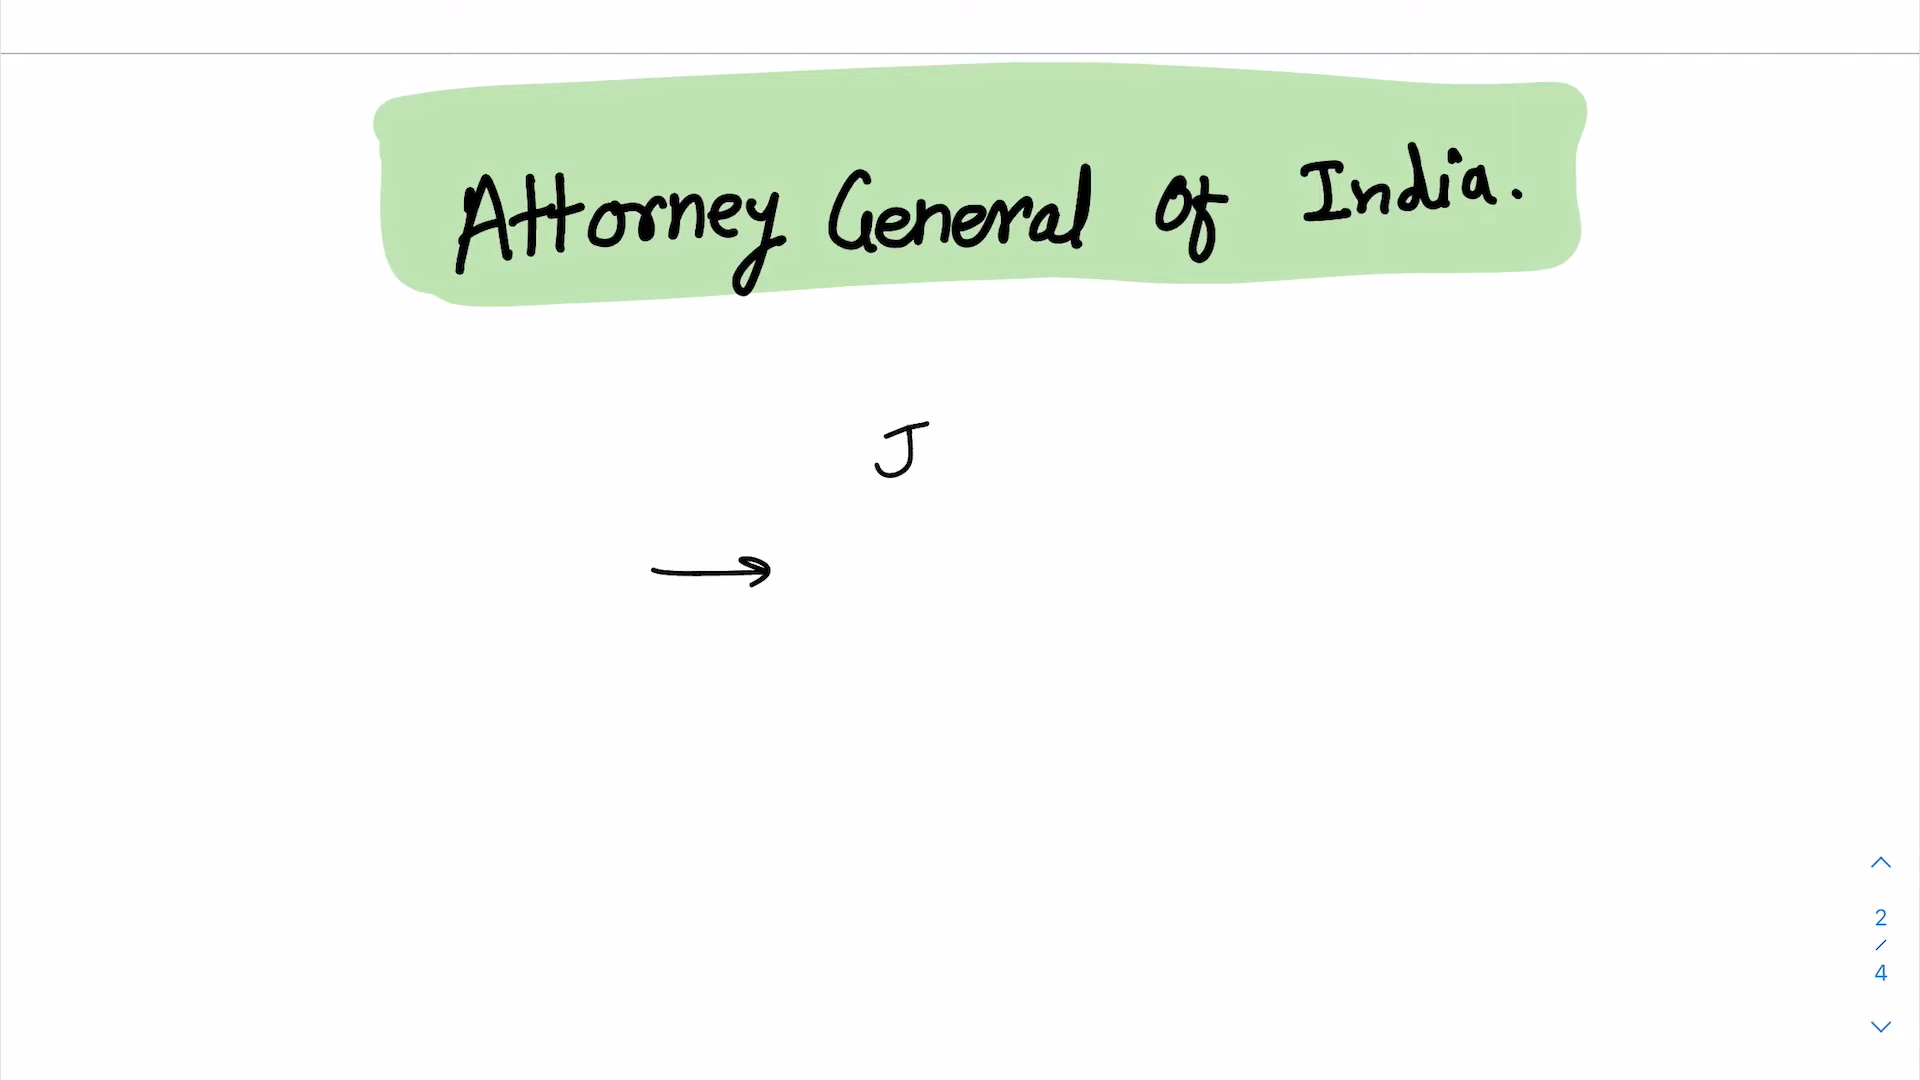 Attorney General Of India.
J
→
2
/
4